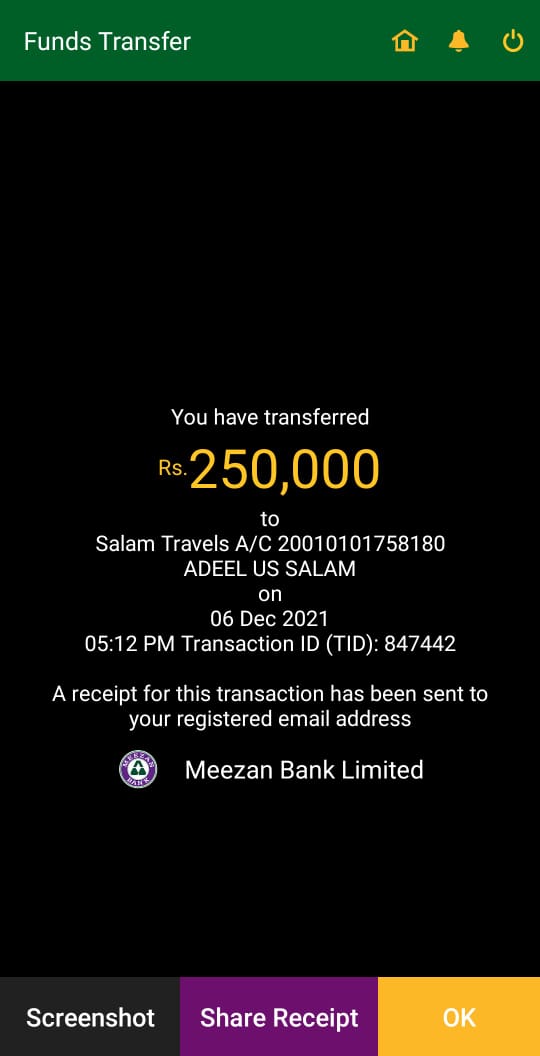 Funds Transfer
You have transferred
Rs.250,000
to
Salam Travels A/C 20010101758180
ADEEL US SALAM
on
06 Dec 2021
05:12 PM Transaction ID (TID): 847442
A receipt for this transaction has been sent to
your registered email address
MEEZAN
BANK
Meezan Bank Limited
Screenshot
Share Receipt
OK